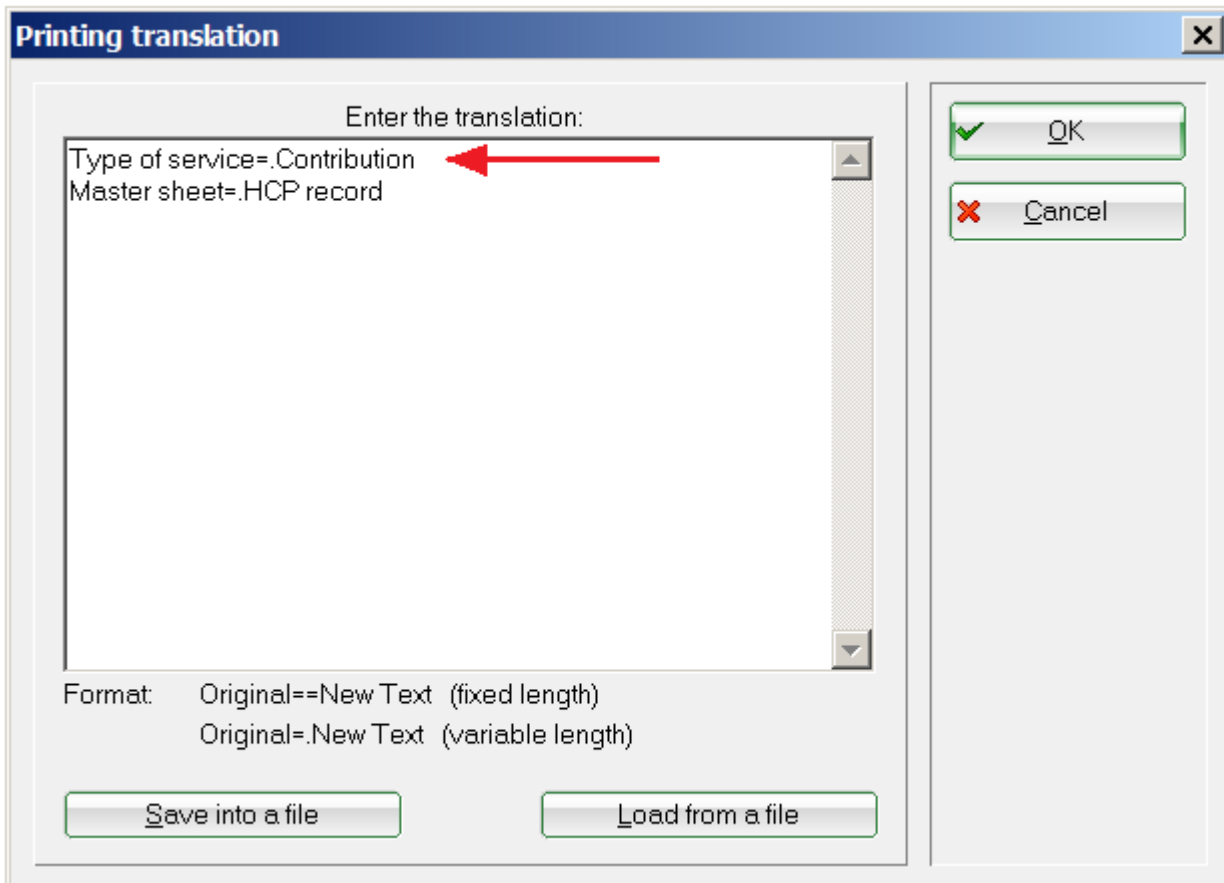 Printing translation
Enter the translation:
Type of service=.Contribution
Master sheet=.HCP record
OK
Cancel
Format: Original==New Text (fixed length)
Original=.New Text (variable length)
Save into a file
Load from a file